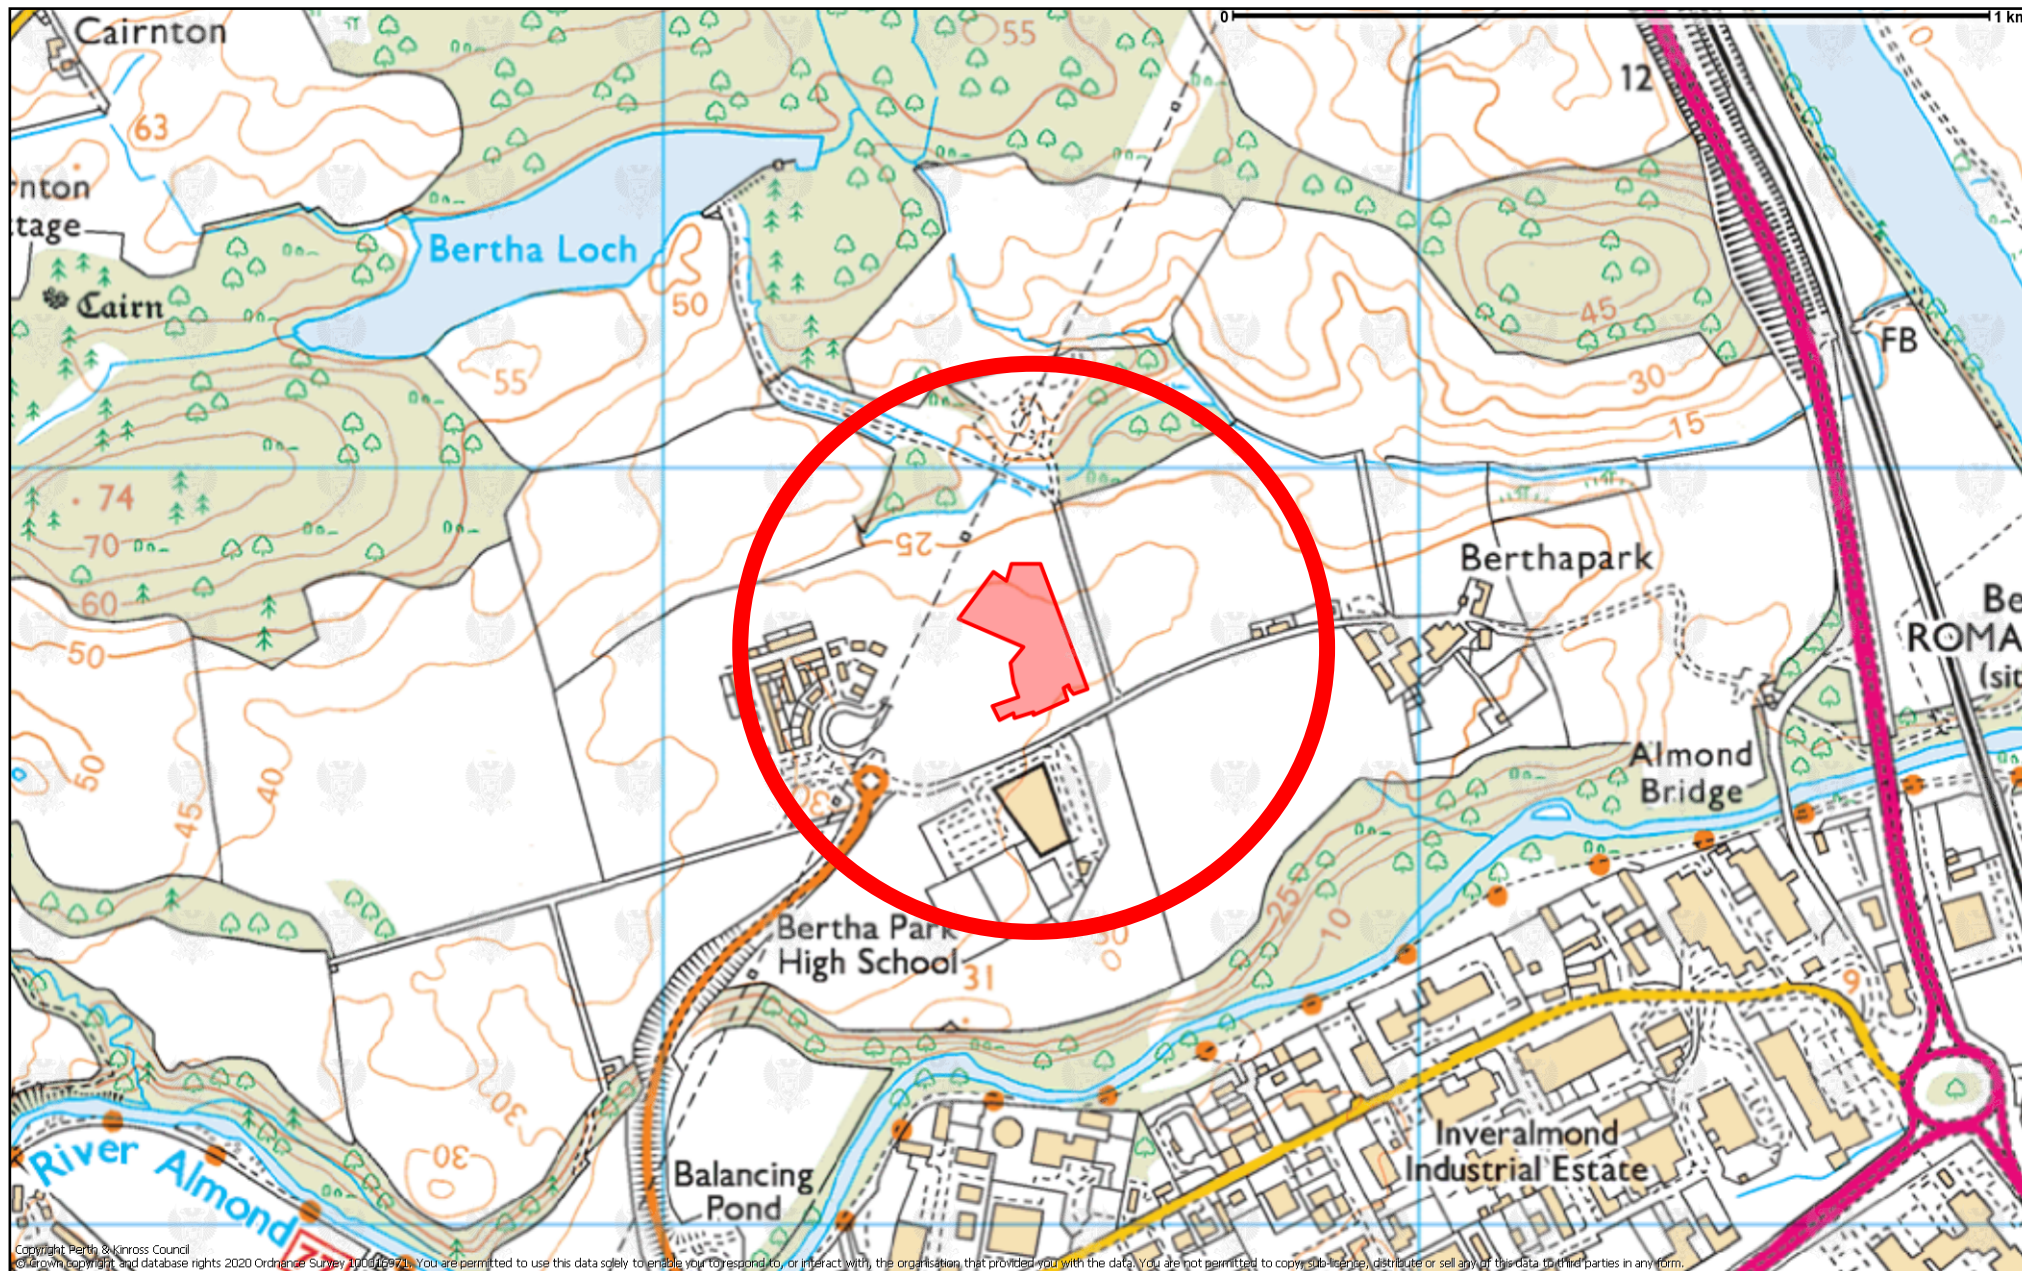 Cairnton
55
0
1 km
12
10
63
nton
tage
Bertha Loch
50
Cairn
45
FB
55
30
15
74
70
25
Berthapark
60
50
Be
ROMA
(sit
50
40
45
30
Almond
Bridge
25
10
Bertha Park
High School
31
30
9
30
30
River Almond
Balancing
Pond
Inveralmond
Industrial Estate
77
Copyright Perth & Kinross Council
© Crown copyright and database rights 2020 Ordnance Survey 100016971. You are permitted to use this data solely to enable you to respond to, or interact with, the organisation that provided you with the data. You are not permitted to copy, sub-licence, distribute or sell any of this data to third parties in any form.